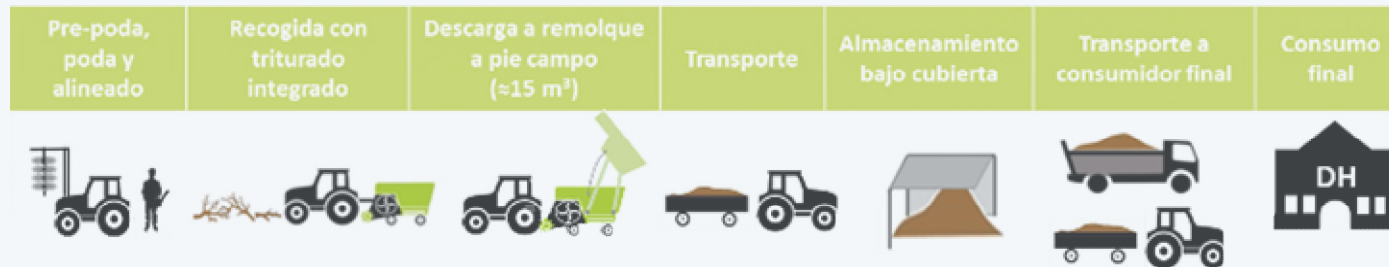 Pre-poda,
poda y
alineado
Recogida con
triturado
integrado
Descarga a remolque
a pie campo
(≈15 m³)
Transporte
Almacenamiento
bajo cubierta
Transporte a
consumidor final
Consumo
final
DH